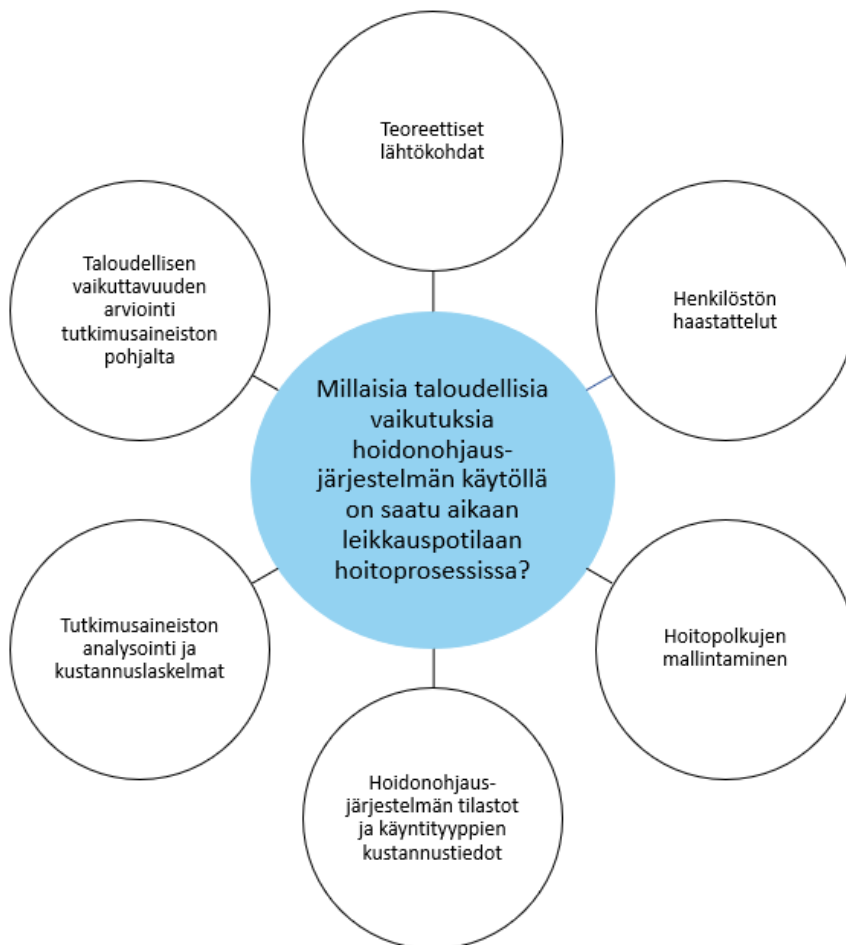 Teoreettiset
lähtökohdat
Henkilöstön
haastattelut
Hoitopolkujen
mallintaminen
Hoidonohjaus-
järjestelmän tilastot
ja käyntityyppien
kustannustiedot
Tutkimusaineiston
analysointi ja
kustannuslaskelmat
Taloudellisen
vaikuttavuuden
arviointi
tutkimusaineiston
pohjalta
Millaisia taloudellisia
vaikutuksia
hoidonohjaus-
järjestelmän käytöllä
on saatu aikaan
leikkauspotilaan
hoitoprosessissa?